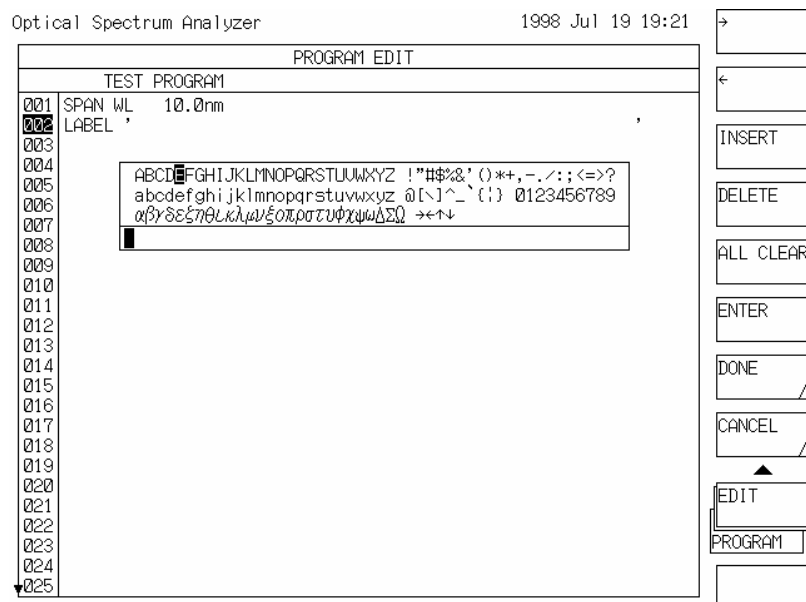 Optical Spectrum Analyzer 1998 Jul 19 19:21
PROGRAM EDIT
TEST PROGRAM
001 SPAN WL 10.0nm
002 LABEL ' '
003
004
005
006
007
008
009
010
011
012
013
014
015
016
017
018
019
020
021
022
023
024
025
ABCDEFGHIJKLMNOPQRSTUVWXYZ !"#$%&'()*+,-./:;<=>?
abcdefghijklmnopqrstuvwxyz @[\]^_`{¦} 0123456789
αβγδεξηθικλμνξοπρστυφχψωΔΣΩ →←↑↓
→
←
INSERT
DELETE
ALL CLEAR
ENTER
DONE
CANCEL
EDIT
PROGRAM